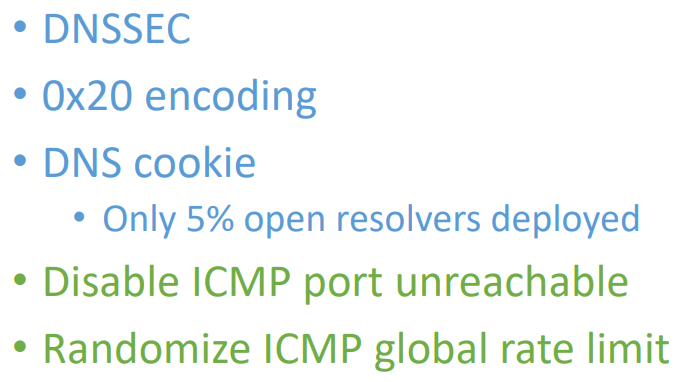 • DNSSEC
• 0x20 encoding
• DNS cookie
• Only 5% open resolvers deployed
• Disable ICMP port unreachable
• Randomize ICMP global rate limit